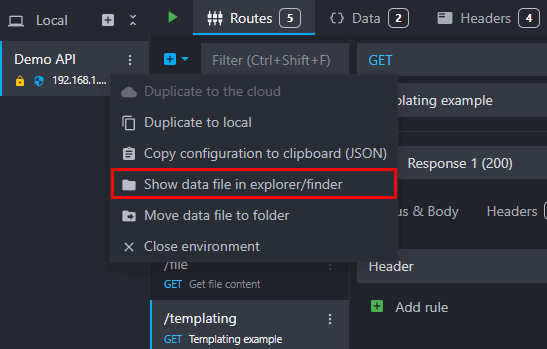 Local
Routes 5
Data 2
Headers 4
Demo API
192.168.1....
Filter (Ctrl+Shift+F)
GET
plating example
Duplicate to the cloud
Duplicate to local
Copy configuration to clipboard (JSON)
Show data file in explorer/finder
Move data file to folder
Close environment
Response 1 (200)
us & Body
Headers
/file
GET Get file content
Header
Add rule
/templating
GET Templating example